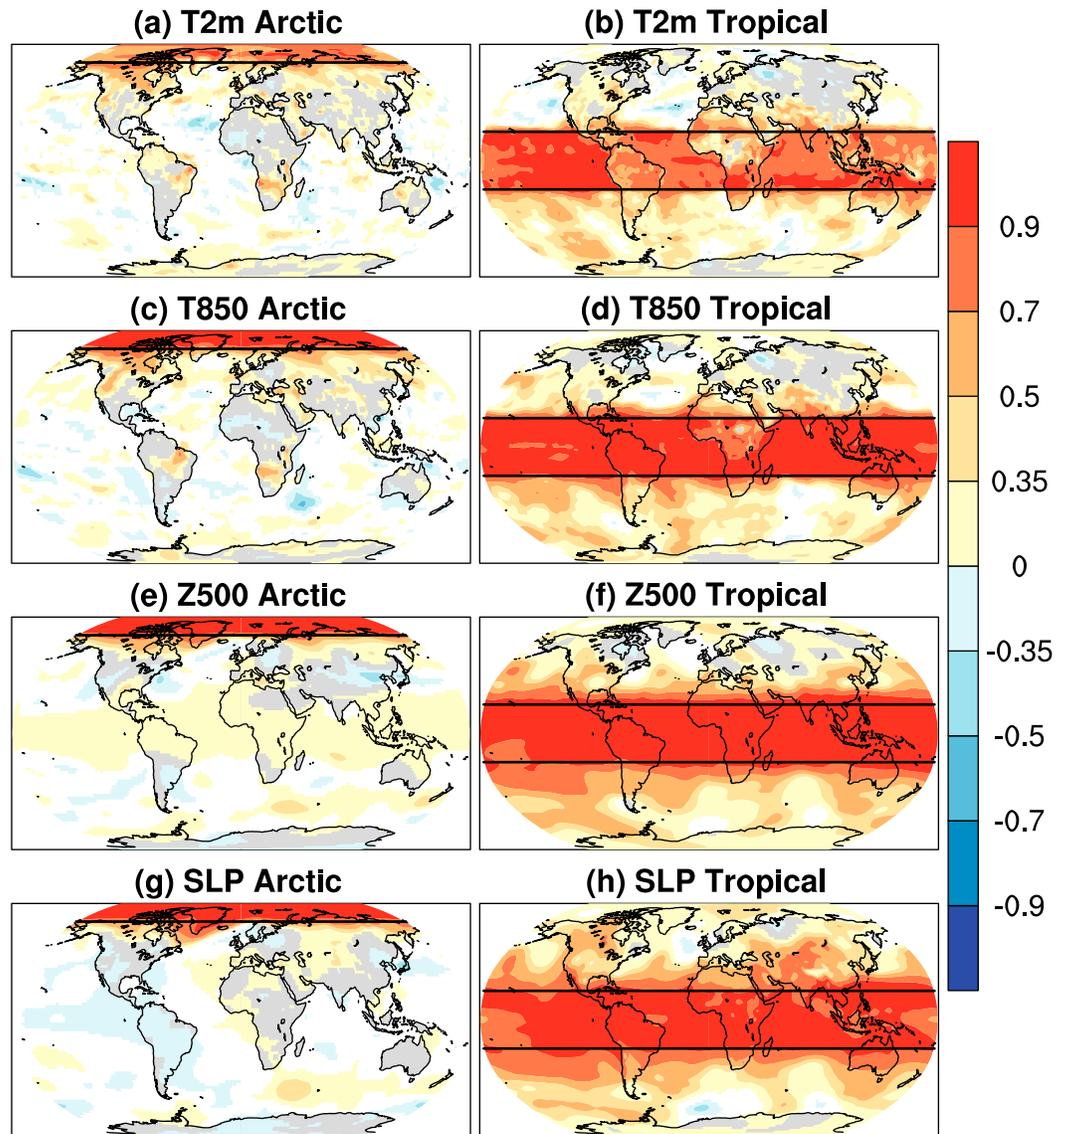 (a) T2m Arctic
(b) T2m Tropical
(c) T850 Arctic
(d) T850 Tropical
(e) Z500 Arctic
(f) Z500 Tropical
(g) SLP Arctic
(h) SLP Tropical
0.9
0.7
0.5
0.35
0
-0.35
-0.5
-0.7
-0.9